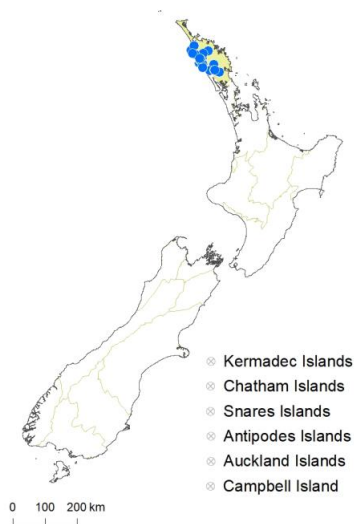 Kermadec Islands
Chatham Islands
Snares Islands
Antipodes Islands
Auckland Islands
Campbell Island
0 100 200 km